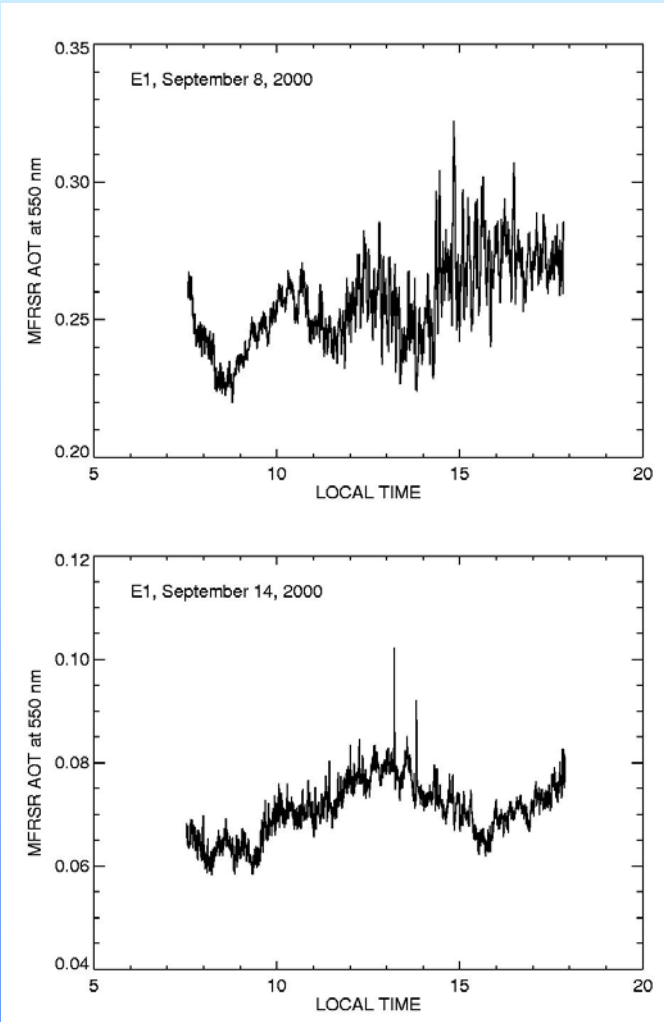 0.35
E1, September 8, 2000
0.30
MFRSR AOT at 550 nm
0.25
0.20
5 10 15 20
LOCAL TIME
0.12
E1, September 14, 2000
0.10
MFRSR AOT at 550 nm
0.08
0.06
0.04
5 10 15 20
LOCAL TIME